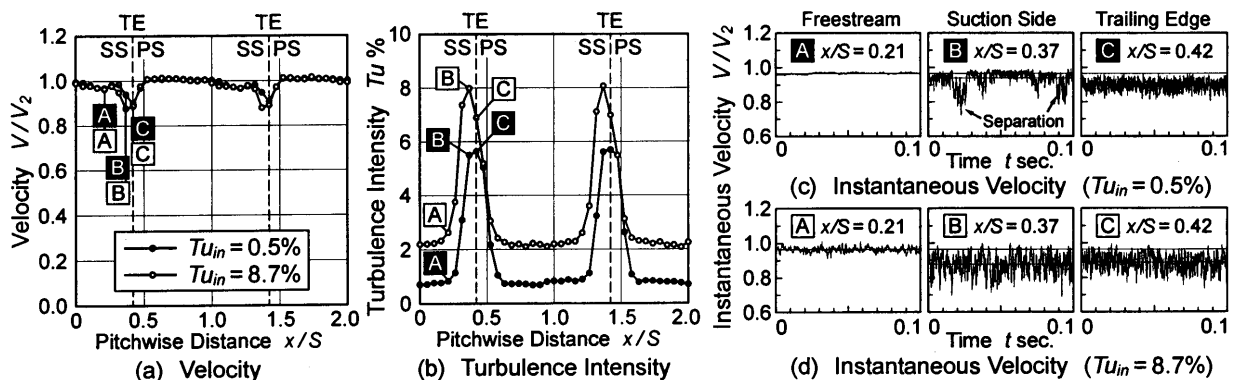 TE TE
SS PS SS PS
1.2
1.0
0.8
0.6
0.4
0.2
0.0
Velocity V/V₂
A
A
B
B
C
C
Tuᵢₙ = 0.5%
Tuᵢₙ = 8.7%
0 0.5 1.0 1.5 2.0
Pitchwise Distance x/S
(a) Velocity
TE TE
SS PS SS PS
10
8
6
4
2
0
Turbulence Intensity Tu %
B C
B C
A
A
0 0.5 1.0 1.5 2.0
Pitchwise Distance x/S
(b) Turbulence Intensity
Instantaneous Velocity V/V₂
Freestream Suction Side Trailing Edge
1.2
1.0
0.8
0.6
A x/S = 0.21 B x/S = 0.37 C x/S = 0.42
Separation
0 0.1 0 0.1 0 0.1
Time t sec.
(c) Instantaneous Velocity (Tuᵢₙ = 0.5%)
1.2
1.0
0.8
0.6
A x/S = 0.21 B x/S = 0.37 C x/S = 0.42
0 0.1 0 0.1 0 0.1
Time t sec.
(d) Instantaneous Velocity (Tuᵢₙ = 8.7%)